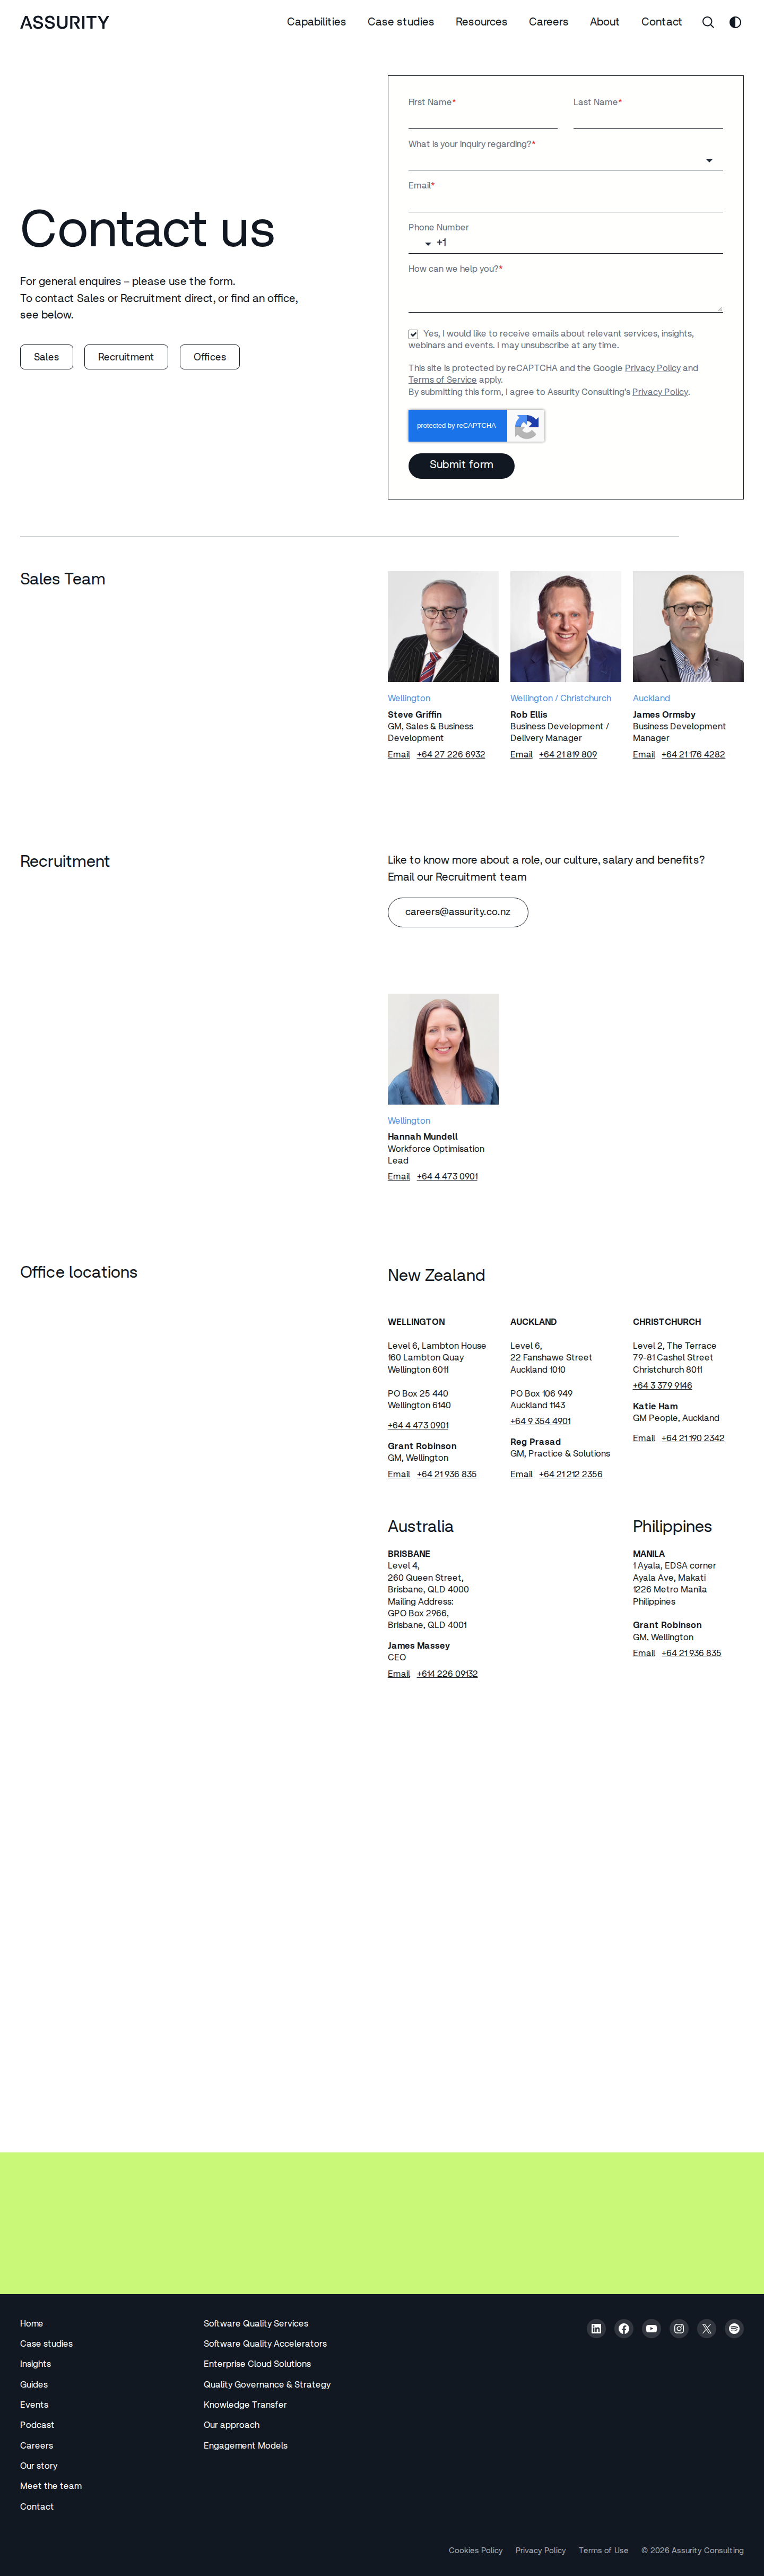 ASSURITY
Capabilities
Case studies
Resources
Careers
About
Contact
Contact us
For general enquires – please use the form.
To contact Sales or Recruitment direct, or find an office,
see below.
Sales
Recruitment
Offices
First Name*
Last Name*
What is your inquiry regarding?*
Email*
Phone Number
+1
How can we help you?*
Yes, I would like to receive emails about relevant services, insights,
webinars and events. I may unsubscribe at any time.
This site is protected by reCAPTCHA and the Google Privacy Policy and
Terms of Service apply.
By submitting this form, I agree to Assurity Consulting's Privacy Policy.
protected by reCAPTCHA
Submit form
Sales Team
Wellington
Steve Griffin
GM, Sales & Business
Development
Email +64 27 226 6932
Wellington / Christchurch
Rob Ellis
Business Development /
Delivery Manager
Email +64 21 819 809
Auckland
James Ormsby
Business Development
Manager
Email +64 21 176 4282
Recruitment
Like to know more about a role, our culture, salary and benefits?
Email our Recruitment team
careers@assurity.co.nz
Wellington
Hannah Mundell
Workforce Optimisation
Lead
Email +64 4 473 0901
Office locations
New Zealand
WELLINGTON
Level 6, Lambton House
160 Lambton Quay
Wellington 6011
PO Box 25 440
Wellington 6140
+64 4 473 0901
Grant Robinson
GM, Wellington
Email +64 21 936 835
AUCKLAND
Level 6,
22 Fanshawe Street
Auckland 1010
PO Box 106 949
Auckland 1143
+64 9 354 4901
Reg Prasad
GM, Practice & Solutions
Email +64 21 212 2356
CHRISTCHURCH
Level 2, The Terrace
79-81 Cashel Street
Christchurch 8011
+64 3 379 9146
Katie Ham
GM People, Auckland
Email +64 21 190 2342
Australia
BRISBANE
Level 4,
260 Queen Street,
Brisbane, QLD 4000
Mailing Address:
GPO Box 2966,
Brisbane, QLD 4001
James Massey
CEO
Email +614 226 09132
Philippines
MANILA
1 Ayala, EDSA corner
Ayala Ave, Makati
1226 Metro Manila
Philippines
Grant Robinson
GM, Wellington
Email +64 21 936 835
Home
Case studies
Insights
Guides
Events
Podcast
Careers
Our story
Meet the team
Contact
Software Quality Services
Software Quality Accelerators
Enterprise Cloud Solutions
Quality Governance & Strategy
Knowledge Transfer
Our approach
Engagement Models
Cookies Policy
Privacy Policy
Terms of Use
© 2026 Assurity Consulting